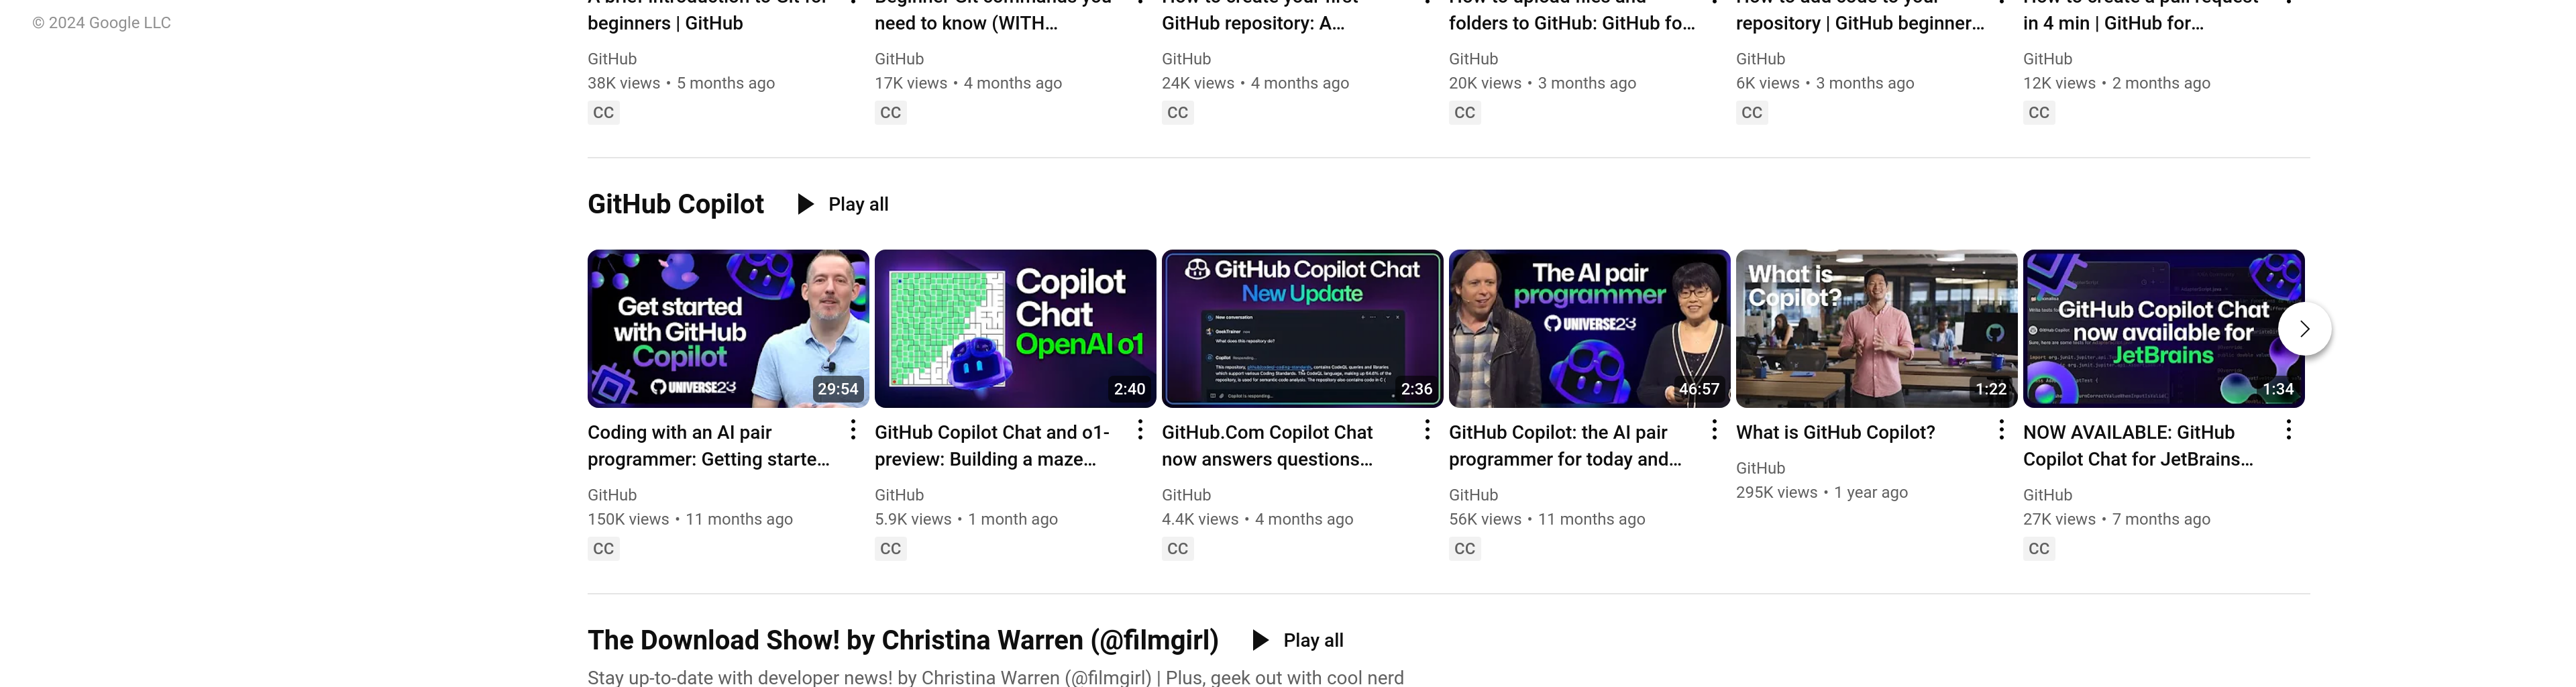 © 2024 Google LLC
beginners | GitHub
need to know (WITH…
GitHub repository: A…
folders to GitHub: GitHub fo…
repository | GitHub beginner…
in 4 min | GitHub for…
GitHub
GitHub
GitHub
GitHub
GitHub
GitHub
38K views • 5 months ago
17K views • 4 months ago
24K views • 4 months ago
20K views • 3 months ago
6K views • 3 months ago
12K views • 2 months ago
CC
CC
CC
CC
CC
CC
GitHub Copilot
Play all
Get started
with GitHub
Copilot
UNIVERSE23
29:54
Copilot
Chat
OpenAI o1
2:40
GitHub Copilot Chat
New Update
New conversation
What does this repository do?
Copilot
2:36
The AI pair
programmer
UNIVERSE23
46:57
What is
Copilot?
1:22
GitHub Copilot Chat
now available for
JetBrains
1:34
Coding with an AI pair
programmer: Getting starte…
GitHub
150K views • 11 months ago
CC
GitHub Copilot Chat and o1-
preview: Building a maze…
GitHub
5.9K views • 1 month ago
CC
GitHub.Com Copilot Chat
now answers questions…
GitHub
4.4K views • 4 months ago
CC
GitHub Copilot: the AI pair
programmer for today and…
GitHub
56K views • 11 months ago
CC
What is GitHub Copilot?
GitHub
295K views • 1 year ago
NOW AVAILABLE: GitHub
Copilot Chat for JetBrains…
GitHub
27K views • 7 months ago
CC
The Download Show! by Christina Warren (@filmgirl)
Play all
Stay up-to-date with developer news! by Christina Warren (@filmgirl) | Plus, geek out with cool nerd